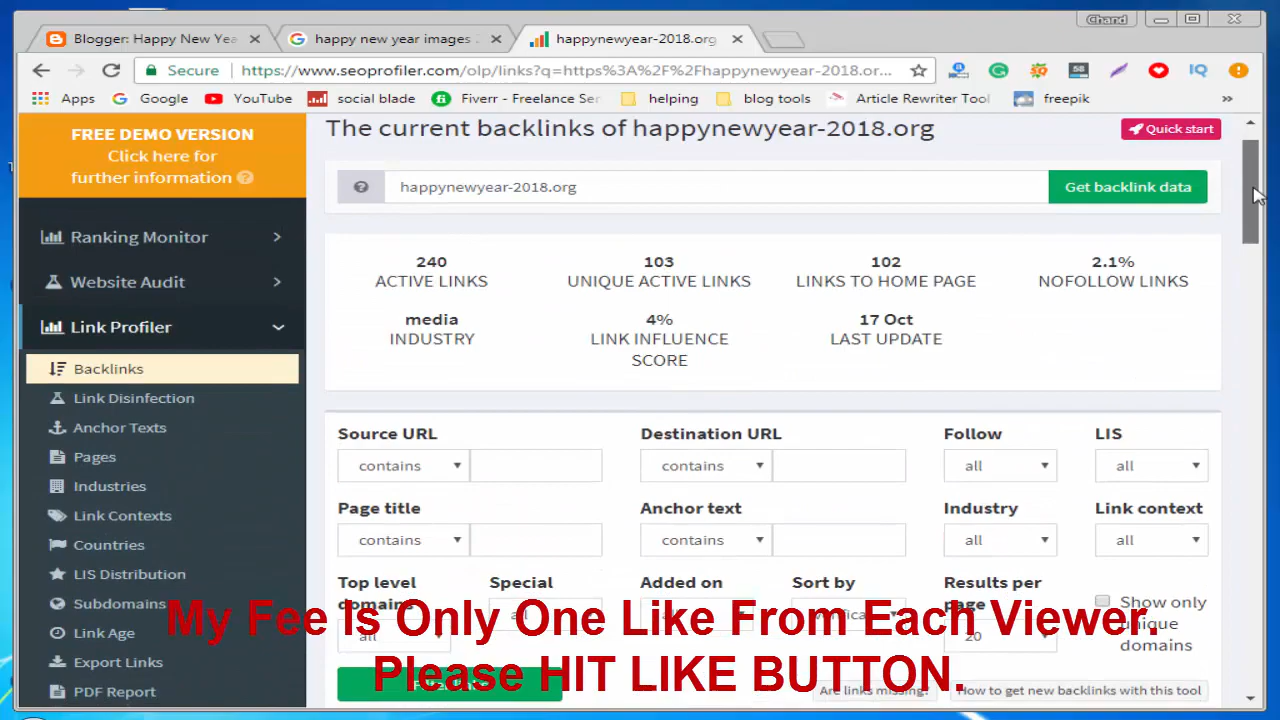 Chand
Blogger: Happy New Yea
happy new year images
happynewyear-2018.org
Secure
https://www.seoprofiler.com/olp/links?q=https%3A%2F%2Fhappynewyear-2018.or...
58
IQ
Apps
Google
YouTube
social blade
Fiverr - Freelance Ser
helping
blog tools
Article Rewriter Tool
freepik
»
FREE DEMO VERSION
Click here for
further information
Ranking Monitor
Website Audit
Link Profiler
Backlinks
Link Disinfection
Anchor Texts
Pages
Industries
Link Contexts
Countries
LIS Distribution
Subdomains
Link Age
Export Links
PDF Report
The current backlinks of happynewyear-2018.org
Quick start
happynewyear-2018.org
Get backlink data
240
ACTIVE LINKS
103
UNIQUE ACTIVE LINKS
102
LINKS TO HOME PAGE
2.1%
NOFOLLOW LINKS
media
INDUSTRY
4%
LINK INFLUENCE
SCORE
17 Oct
LAST UPDATE
Source URL
contains
Destination URL
contains
Follow
all
LIS
all
Page title
contains
Anchor text
contains
Industry
all
Link context
all
Top level
domains
all
Special
all
Added on
Sort by
Results per
page
20
Show only
unique
domains
Are links missing?
How to get new backlinks with this tool
My Fee Is Only One Like From Each Viewer.
Please HIT LIKE BUTTON.